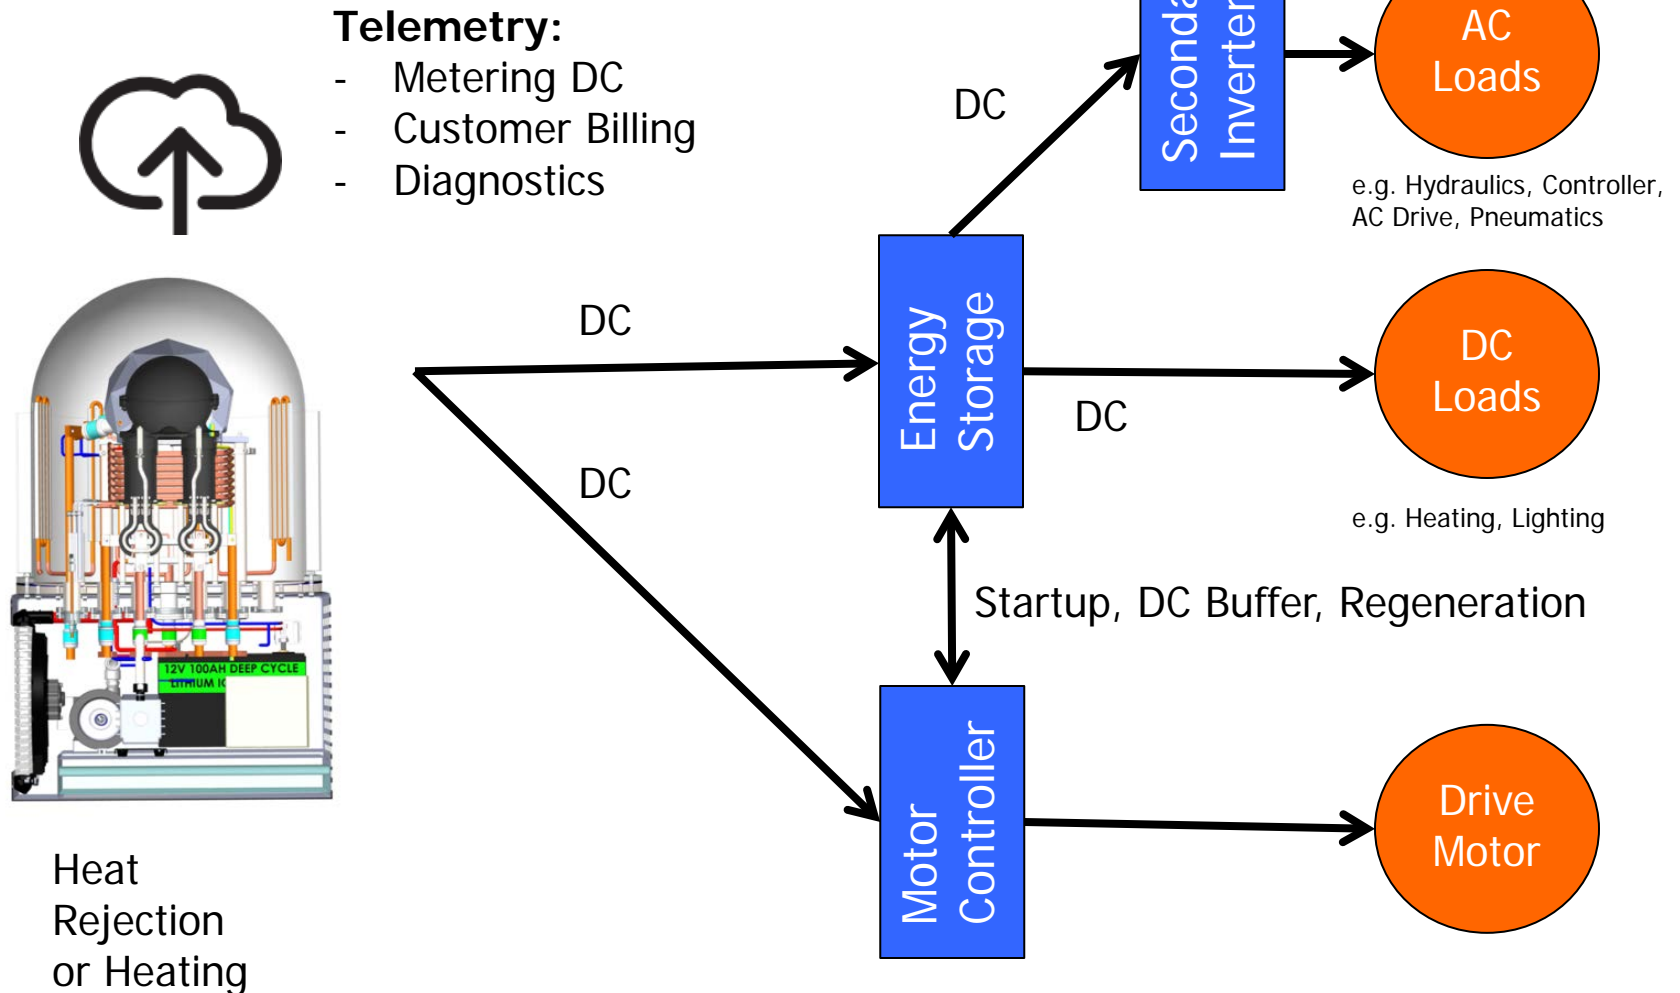 Telemetry:
- Metering DC
- Customer Billing
- Diagnostics
DC
Inverter
AC
Loads
e.g. Hydraulics, Controller,
AC Drive, Pneumatics
DC
Energy
Storage
DC
DC
Loads
DC
e.g. Heating, Lighting
Startup, DC Buffer, Regeneration
12V 100AH DEEP CYCLE
Motor
Controller
Drive
Motor
Heat
Rejection
or Heating